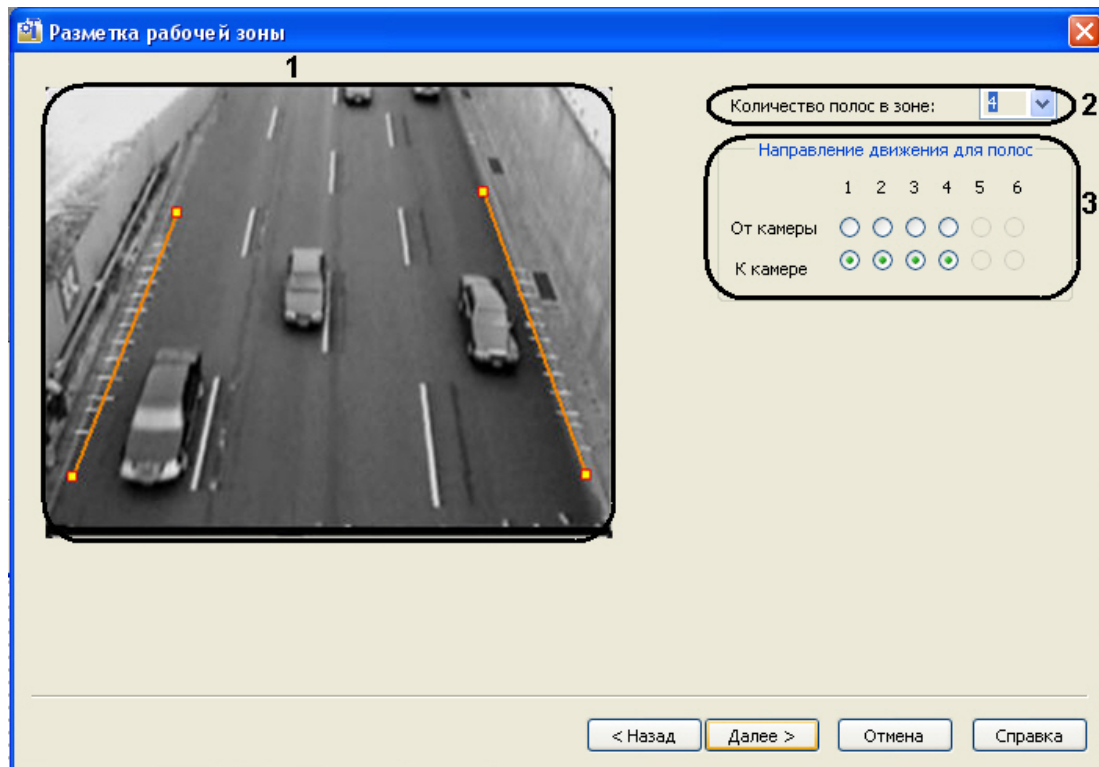 Разметка рабочей зоны
1
Количество полос в зоне: 4
2
Направление движения для полос
1 2 3 4 5 6
3
От камеры
К камере
< Назад Далее > Отмена Справка